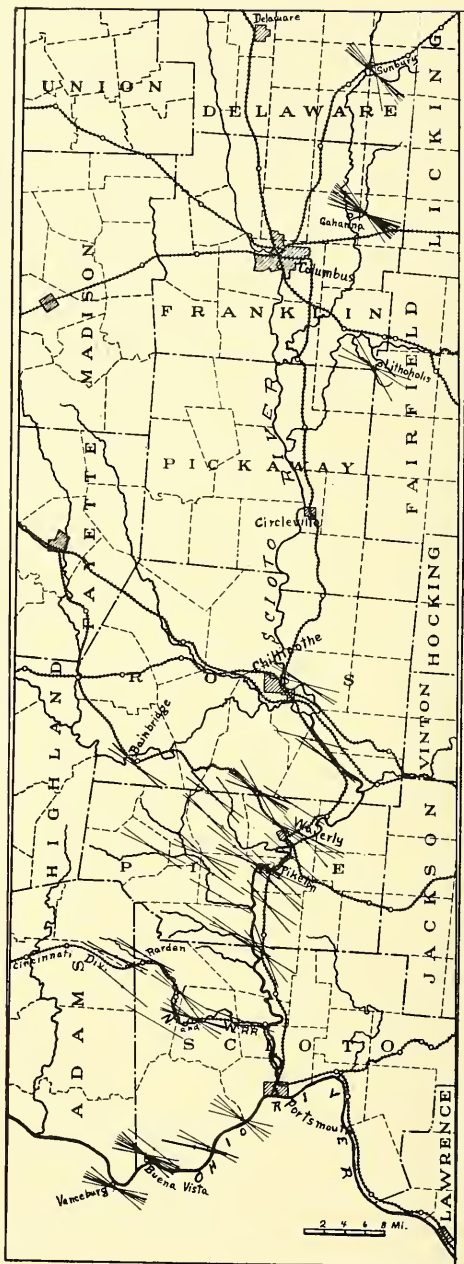 Delaware
Sunbury
UNION
DELAWARE
LICKING
Gahanna
Columbus
MADISON
FRANKLIN
Lithopolis
FAIRFIELD
PICKAWAY
SCIOTO RIVER
Circleville
FAYETTE
HOCKING
Chillicothe
ROSS
HIGHLAND
VINTON
Bainbridge
Waverly
PIKE
Piketon
JACKSON
Cincinnati Div.
Rarden
N and W RR
ADAMS
SCIOTO
Portsmouth
OHIO RIVER
Buena Vista
Vanceburg
LAWRENCE
2 4 6 8 Mi.